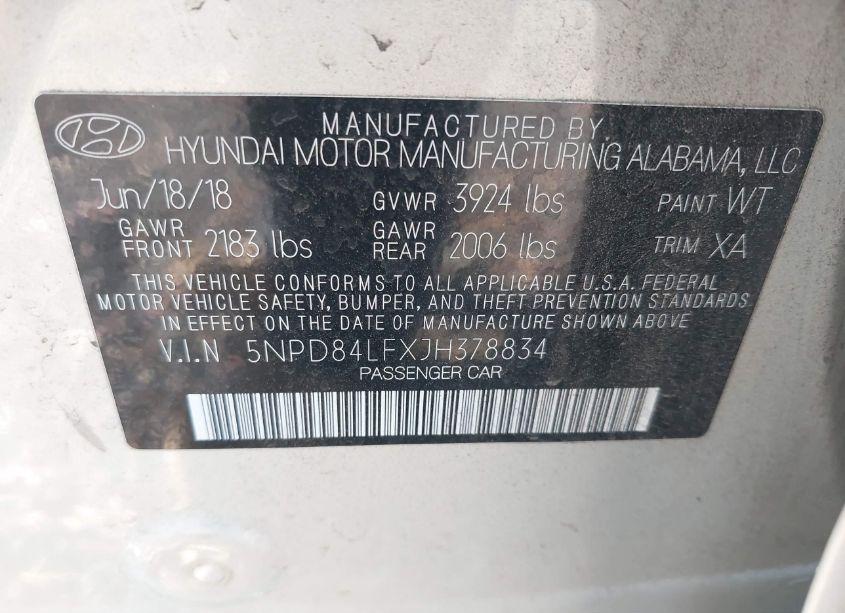 MANUFACTURED BY
HYUNDAI MOTOR MANUFACTURING ALABAMA, LLC
Jun/18/18 GVWR 3924 lbs PAINT WT
GAWR FRONT 2183 lbs GAWR REAR 2006 lbs TRIM XA
THIS VEHICLE CONFORMS TO ALL APPLICABLE U.S.A. FEDERAL
MOTOR VEHICLE SAFETY, BUMPER, AND THEFT PREVENTION STANDARDS
IN EFFECT ON THE DATE OF MANUFACTURE SHOWN ABOVE
V.I.N 5NPD84LFXJH378834
PASSENGER CAR